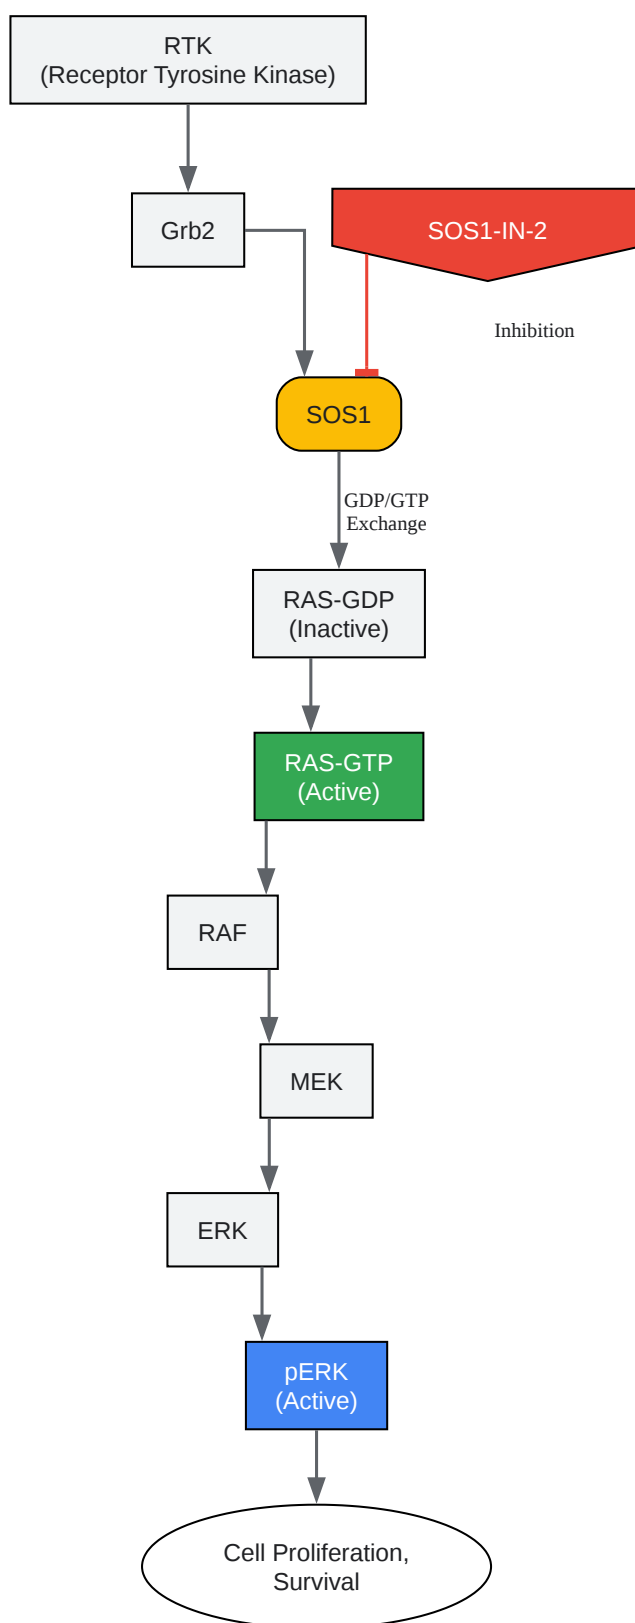 RTK
(Receptor Tyrosine Kinase)
Grb2
SOS1-IN-2
Inhibition
SOS1
GDP/GTP
Exchange
RAS-GDP
(Inactive)
RAS-GTP
(Active)
RAF
MEK
ERK
pERK
(Active)
Cell Proliferation,
Survival